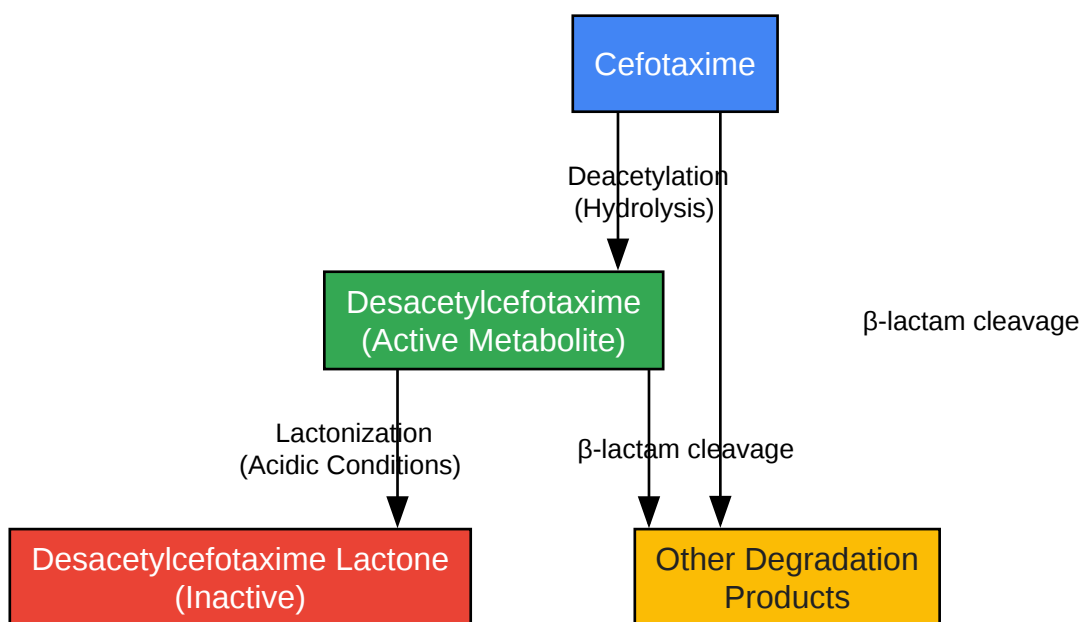 Cefotaxime
Deacetylation
(Hydrolysis)
Desacetylcefotaxime
(Active Metabolite)
β-lactam cleavage
Lactonization
(Acidic Conditions)
β-lactam cleavage
Desacetylcefotaxime Lactone
(Inactive)
Other Degradation
Products